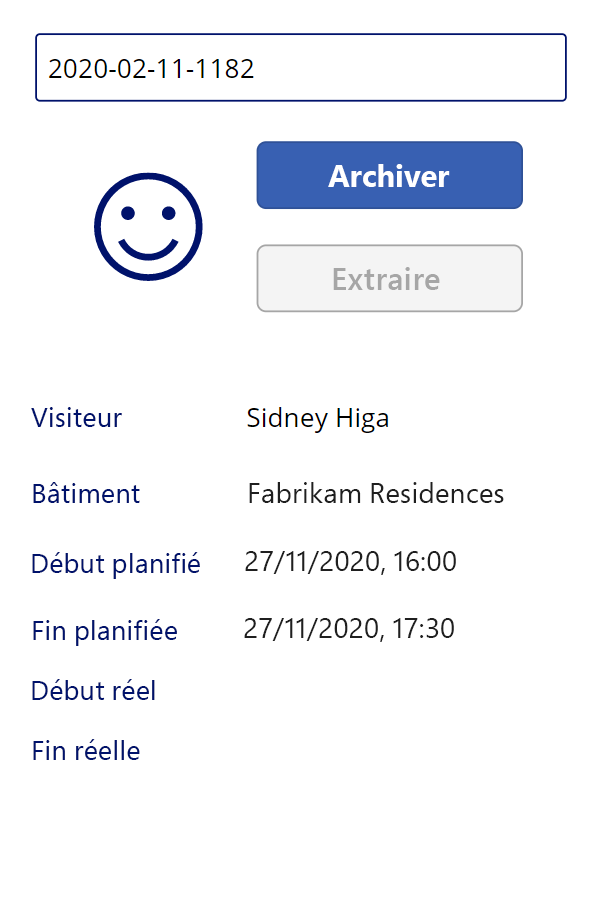 2020-02-11-1182
Archiver
Extraire
Visiteur Sidney Higa
Bâtiment Fabrikam Residences
Début planifié 27/11/2020, 16:00
Fin planifiée 27/11/2020, 17:30
Début réel
Fin réelle